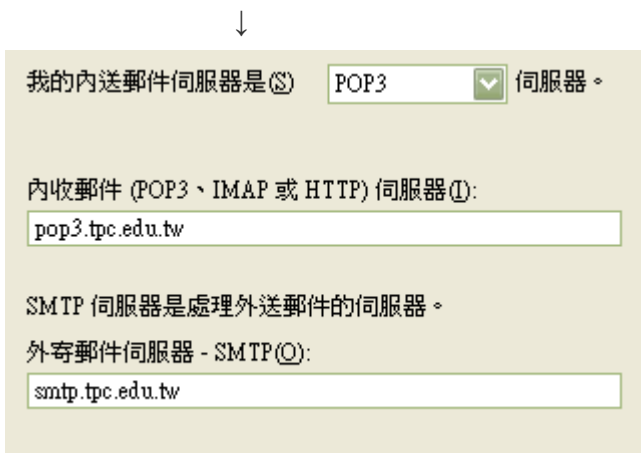 ↓
我的內送郵件伺服器是(S) POP3 伺服器。
內收郵件 (POP3、IMAP 或 HTTP) 伺服器(I):
pop3.tpc.edu.tw
SMTP 伺服器是處理外送郵件的伺服器。
外寄郵件伺服器 - SMTP(O):
smtp.tpc.edu.tw